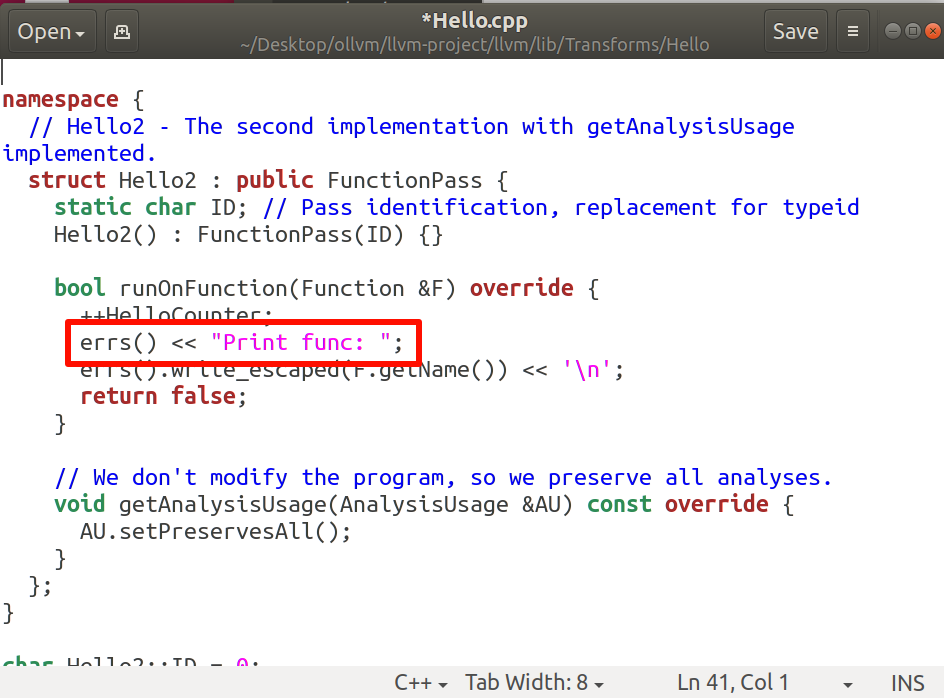 Open
*Hello.cpp
~/Desktop/ollvm/llvm-project/llvm/lib/Transforms/Hello
Save
namespace {
  // Hello2 - The second implementation with getAnalysisUsage
implemented.
  struct Hello2 : public FunctionPass {
    static char ID; // Pass identification, replacement for typeid
    Hello2() : FunctionPass(ID) {}
    bool runOnFunction(Function &F) override {
      ++HelloCounter;
      errs() << "Print func: ";
      errs().write_escaped(F.getName()) << '\n';
      return false;
    }
    // We don't modify the program, so we preserve all analyses.
    void getAnalysisUsage(AnalysisUsage &AU) const override {
      AU.setPreservesAll();
    }
  };
}
char Hello2::ID = 0;
C++ Tab Width: 8 Ln 41, Col 1 INS